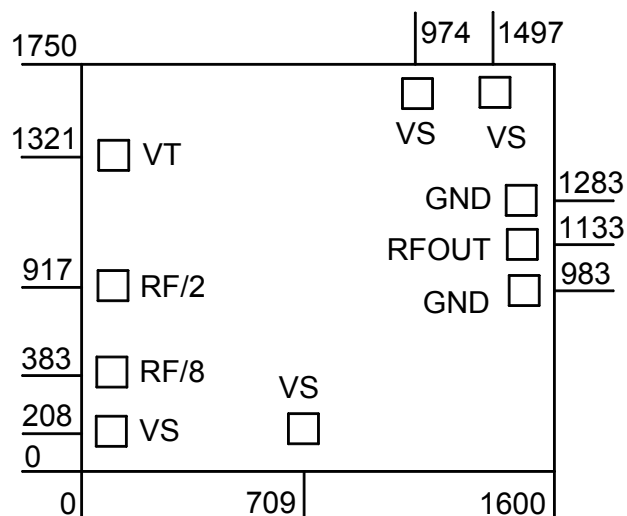 974 1497
1750
VS VS
1321 VT
GND 1283
RFOUT 1133
GND 983
917 RF/2
383 RF/8
VS
208 VS
0
0 709 1600